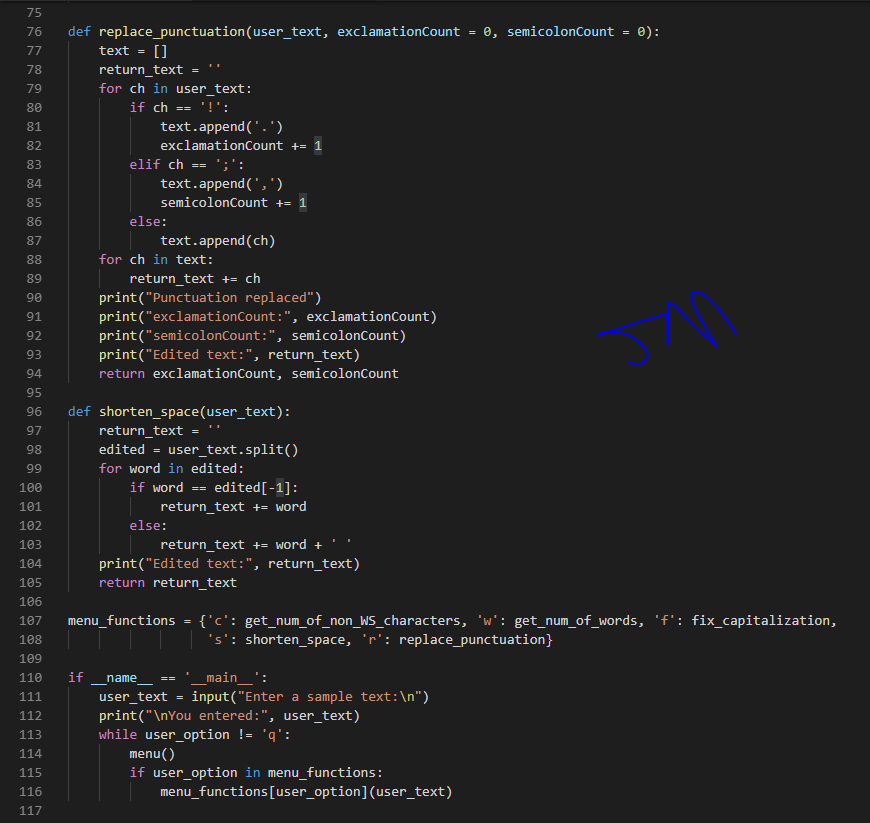 75
76 def replace_punctuation(user_text, exclamationCount = 0, semicolonCount = 0):
77     text = []
78     return_text = ''
79     for ch in user_text:
80         if ch == '!':
81             text.append('.')
82             exclamationCount += 1
83         elif ch == ';':
84             text.append(',')
85             semicolonCount += 1
86         else:
87             text.append(ch)
88     for ch in text:
89         return_text += ch
90     print("Punctuation replaced")
91     print("exclamationCount:", exclamationCount)
92     print("semicolonCount:", semicolonCount)
93     print("Edited text:", return_text)
94     return exclamationCount, semicolonCount
95
96 def shorten_space(user_text):
97     return_text = ''
98     edited = user_text.split()
99     for word in edited:
100         if word == edited[-1]:
101             return_text += word
102         else:
103             return_text += word + ' '
104     print("Edited text:", return_text)
105     return return_text
106
107 menu_functions = {'c': get_num_of_non_WS_characters, 'w': get_num_of_words, 'f': fix_capitalization,
108                   's': shorten_space, 'r': replace_punctuation}
109
110 if __name__ == '__main__':
111     user_text = input("Enter a sample text:\n")
112     print("\nYou entered:", user_text)
113     while user_option != 'q':
114         menu()
115         if user_option in menu_functions:
116             menu_functions[user_option](user_text)
117